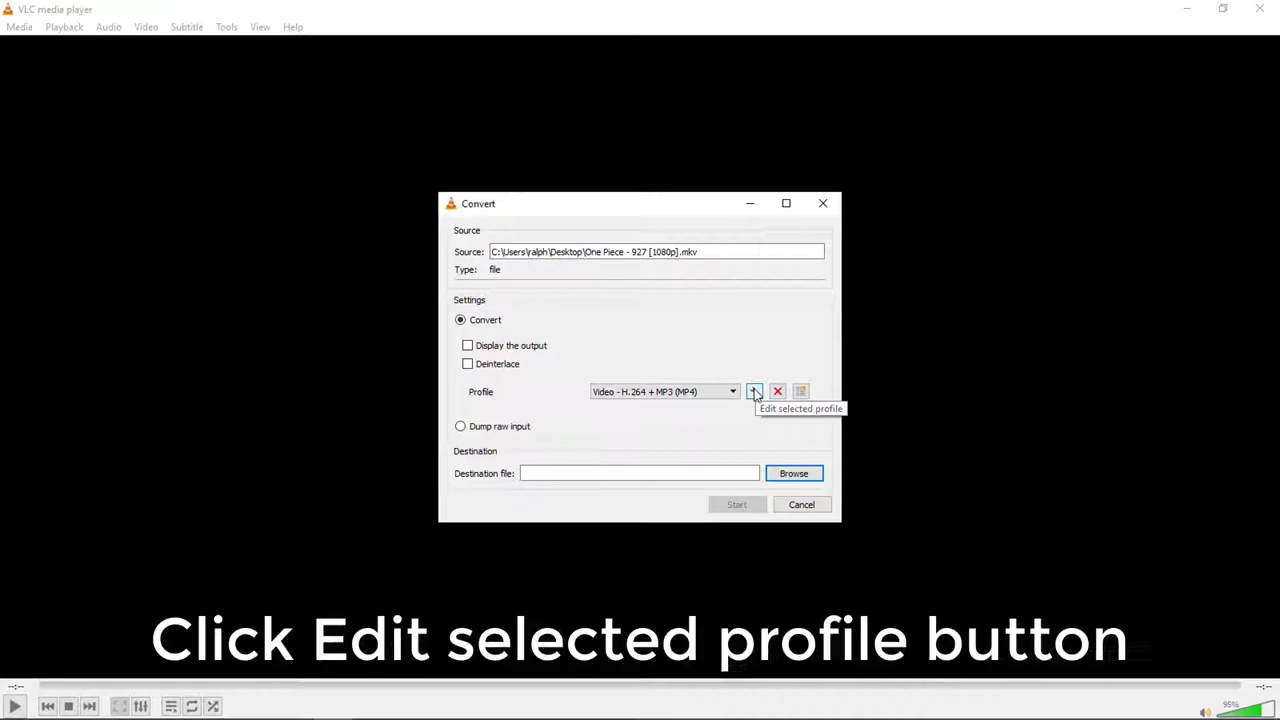 VLC media player
Media Playback Audio Video Subtitle Tools View Help
Convert
Source
Source: C:\Users\ralph\Desktop\One Piece - 927 [1080p].mkv
Type: file
Settings
Convert
Display the output
Deinterlace
Profile Video - H.264 + MP3 (MP4)
Edit selected profile
Dump raw input
Destination
Destination file: Browse
Start Cancel
Click Edit selected profile button
--:-- --:--
95%